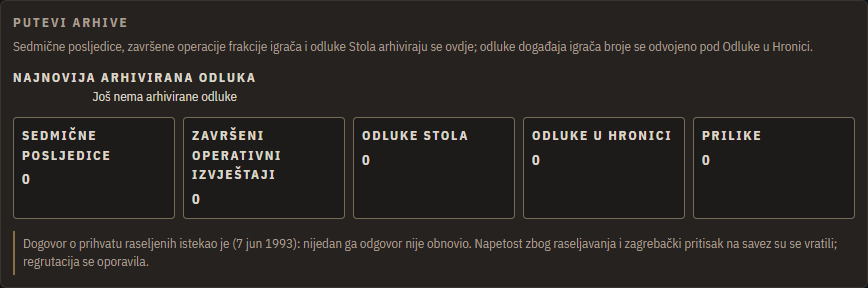 PUTEVI ARHIVE
Sedmične posljedice, završene operacije frakcije igrača i odluke Stola arhiviraju se ovdje; odluke događaja igrača broje se odvojeno pod Odluke u Hronici.
NAJNOVIJA ARHIVIRANA ODLUKA
Još nema arhivirane odluke
SEDMIČNE
POSLJEDICE
0
ZAVRŠENI
OPERATIVNI
IZVJEŠTAJI
0
ODLUKE STOLA
0
ODLUKE U HRONICI
0
PRILIKE
0
Dogovor o prihvatu raseljenih istekao je (7 jun 1993): nijedan ga odgovor nije obnovio. Napetost zbog raseljavanja i zagrebački pritisak na savez su se vratili;
regrutacija se oporavila.